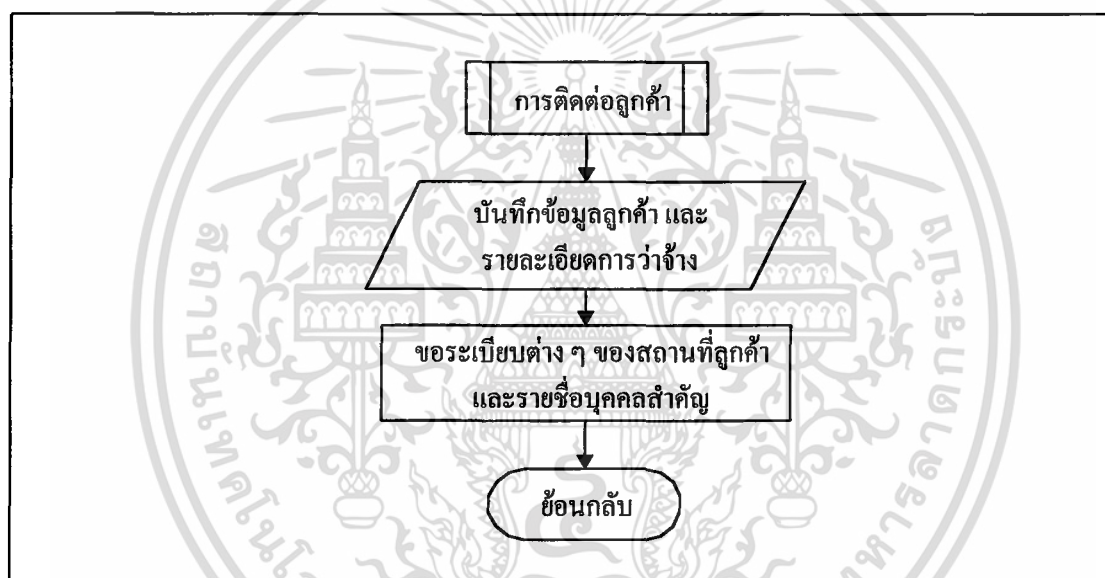 การติดต่อลูกค้า
บันทึกข้อมูลลูกค้า และ
รายละเอียดการว่าจ้าง
ขอระเบียบต่าง ๆ ของสถานที่ลูกค้า
และรายชื่อบุคคลสำคัญ
ย้อนกลับ